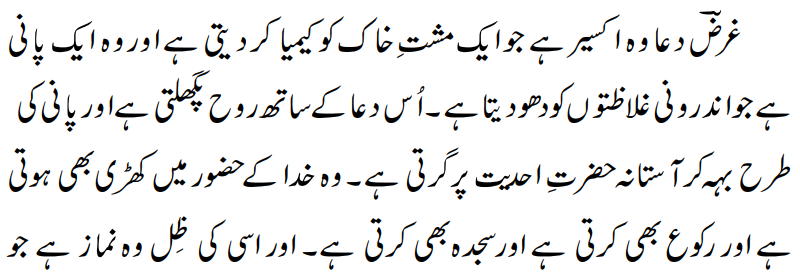 غرض دعا وہ اکسیر ہے جو ایک مشتِ خاک کو کیمیا کر دیتی ہے اور وہ ایک پانی
ہے جو اندرونی غلاظتوں کو دھو دیتا ہے۔ اُس دعا کے ساتھ روح پگھلتی ہے اور پانی کی
طرح بہہ کر آستانہ حضرتِ احدیت پر گرتی ہے۔ وہ خدا کے حضور میں کھڑی بھی ہوتی
ہے اور رکوع بھی کرتی ہے اور سجدہ بھی کرتی ہے۔ اور اسی کی ظِل وہ نماز ہے جو